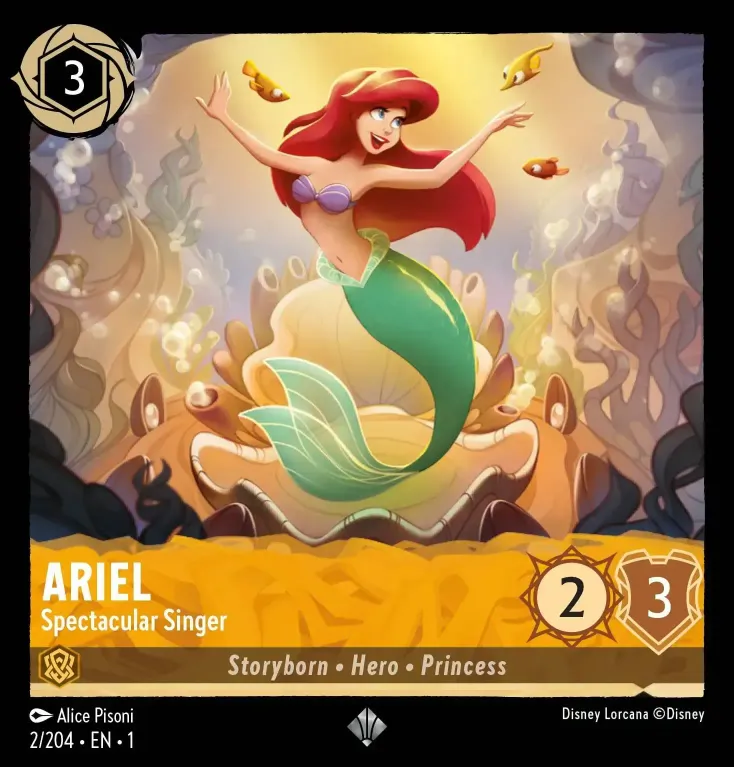 3
ARIEL
Spectacular Singer
2
3
Storyborn • Hero • Princess
Alice Pisoni
Disney Lorcana ©Disney
2/204 • EN • 1